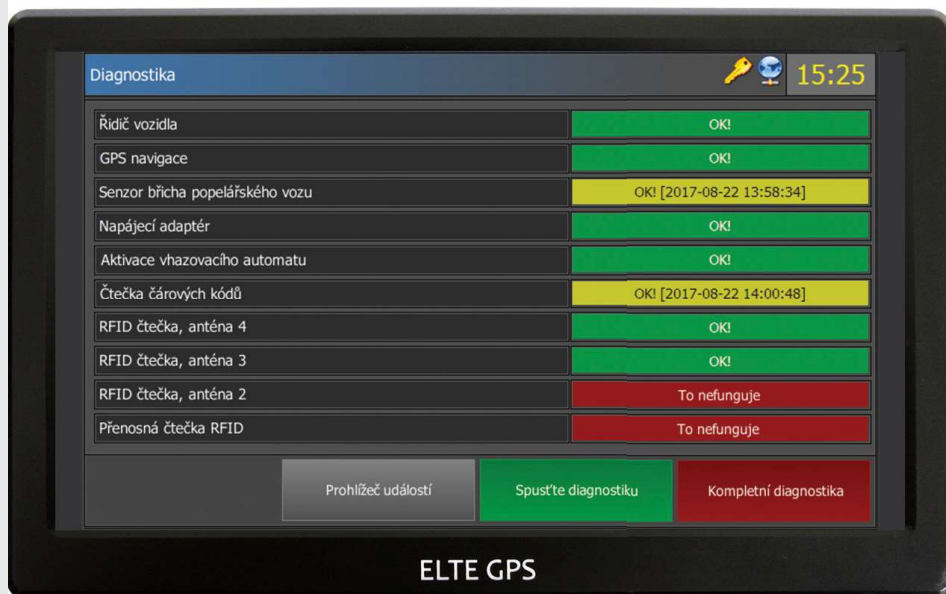 Diagnostika 15:25
Řidič vozidla OK!
GPS navigace OK!
Senzor břicha popelářského vozu OK! [2017-08-22 13:58:34]
Napájecí adaptér OK!
Aktivace vhazovacího automatu OK!
Čtečka čárových kódů OK! [2017-08-22 14:00:48]
RFID čtečka, anténa 4 OK!
RFID čtečka, anténa 3 OK!
RFID čtečka, anténa 2 To nefunguje
Přenosná čtečka RFID To nefunguje
Prohlížeč událostí Spusťte diagnostiku Kompletní diagnostika
ELTE GPS